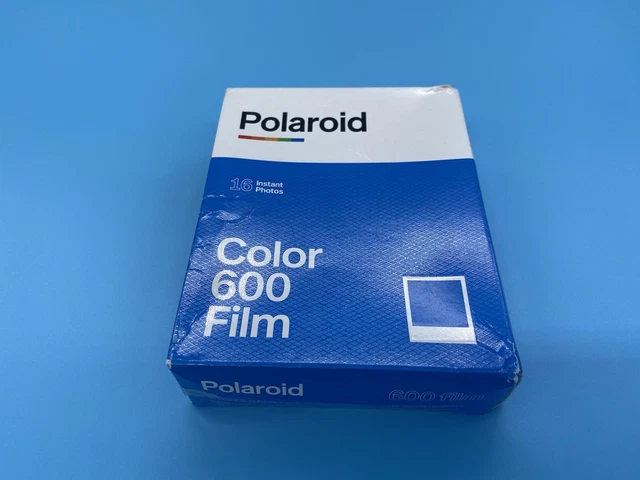 Polaroid
16 Instant
Photos
Color
600
Film
Polaroid
600 film